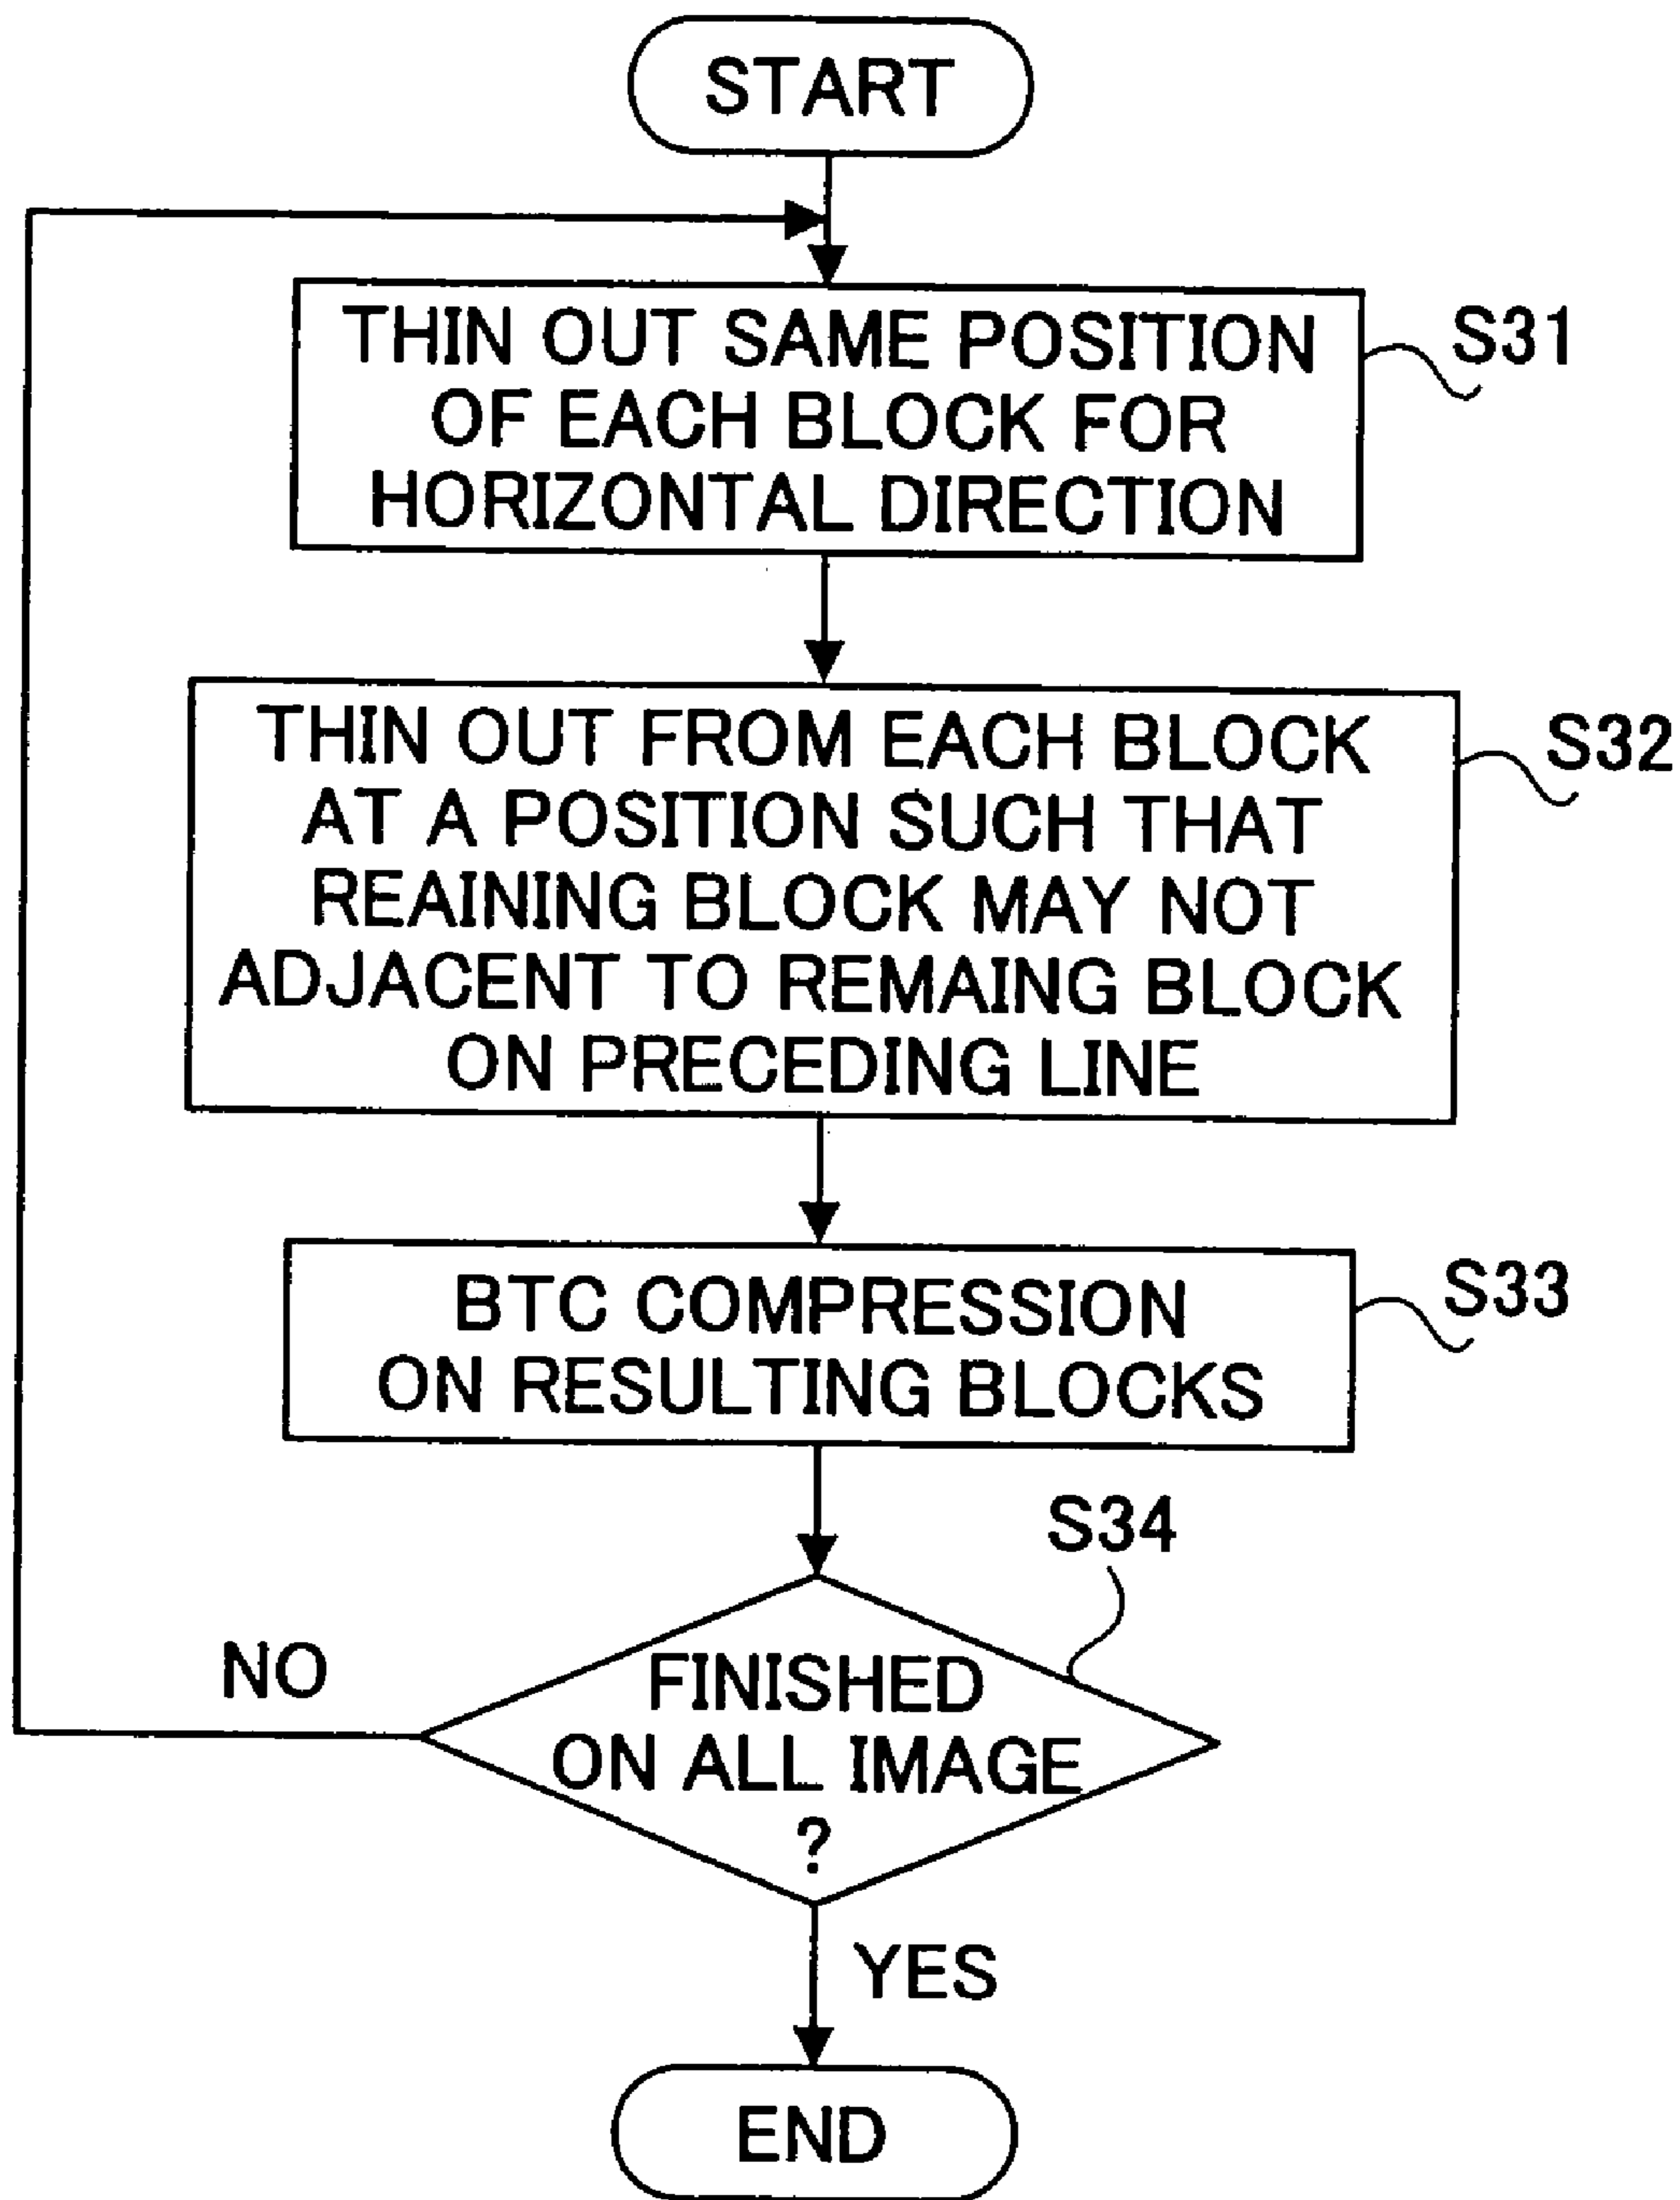 START
THIN OUT SAME POSITION
OF EACH BLOCK FOR
HORIZONTAL DIRECTION
S31
THIN OUT FROM EACH BLOCK
AT A POSITION SUCH THAT
REAINING BLOCK MAY NOT
ADJACENT TO REMAING BLOCK
ON PRECEDING LINE
S32
BTC COMPRESSION
ON RESULTING BLOCKS
S33
S34
FINISHED
ON ALL IMAGE
?
NO
YES
END